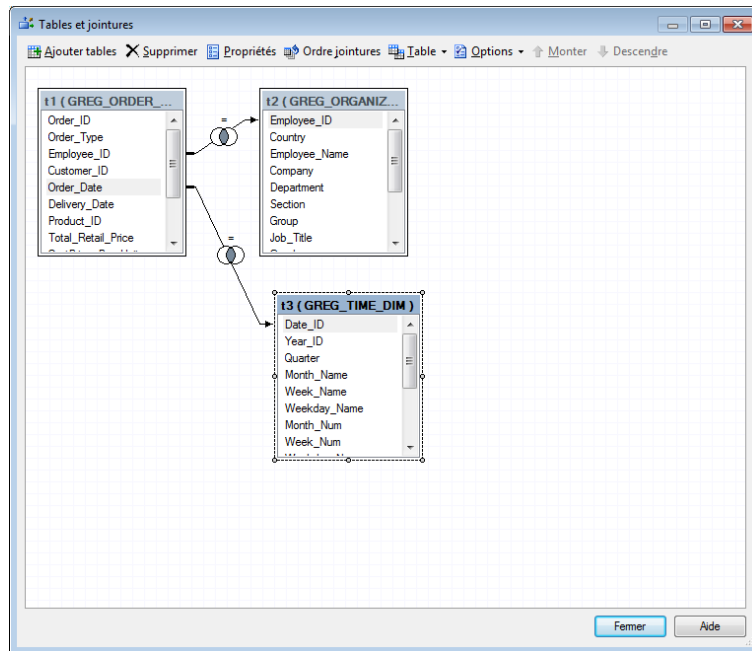 Tables et jointures
Ajouter tables Supprimer Propriétés Ordre jointures Table Options Monter Descendre
t1 ( GREG_ORDER_...
Order_ID
Order_Type
Employee_ID
Customer_ID
Order_Date
Delivery_Date
Product_ID
Total_Retail_Price
=
=
t2 ( GREG_ORGANIZ...
Employee_ID
Country
Employee_Name
Company
Department
Section
Group
Job_Title
t3 ( GREG_TIME_DIM )
Date_ID
Year_ID
Quarter
Month_Name
Week_Name
Weekday_Name
Month_Num
Week_Num
Fermer Aide